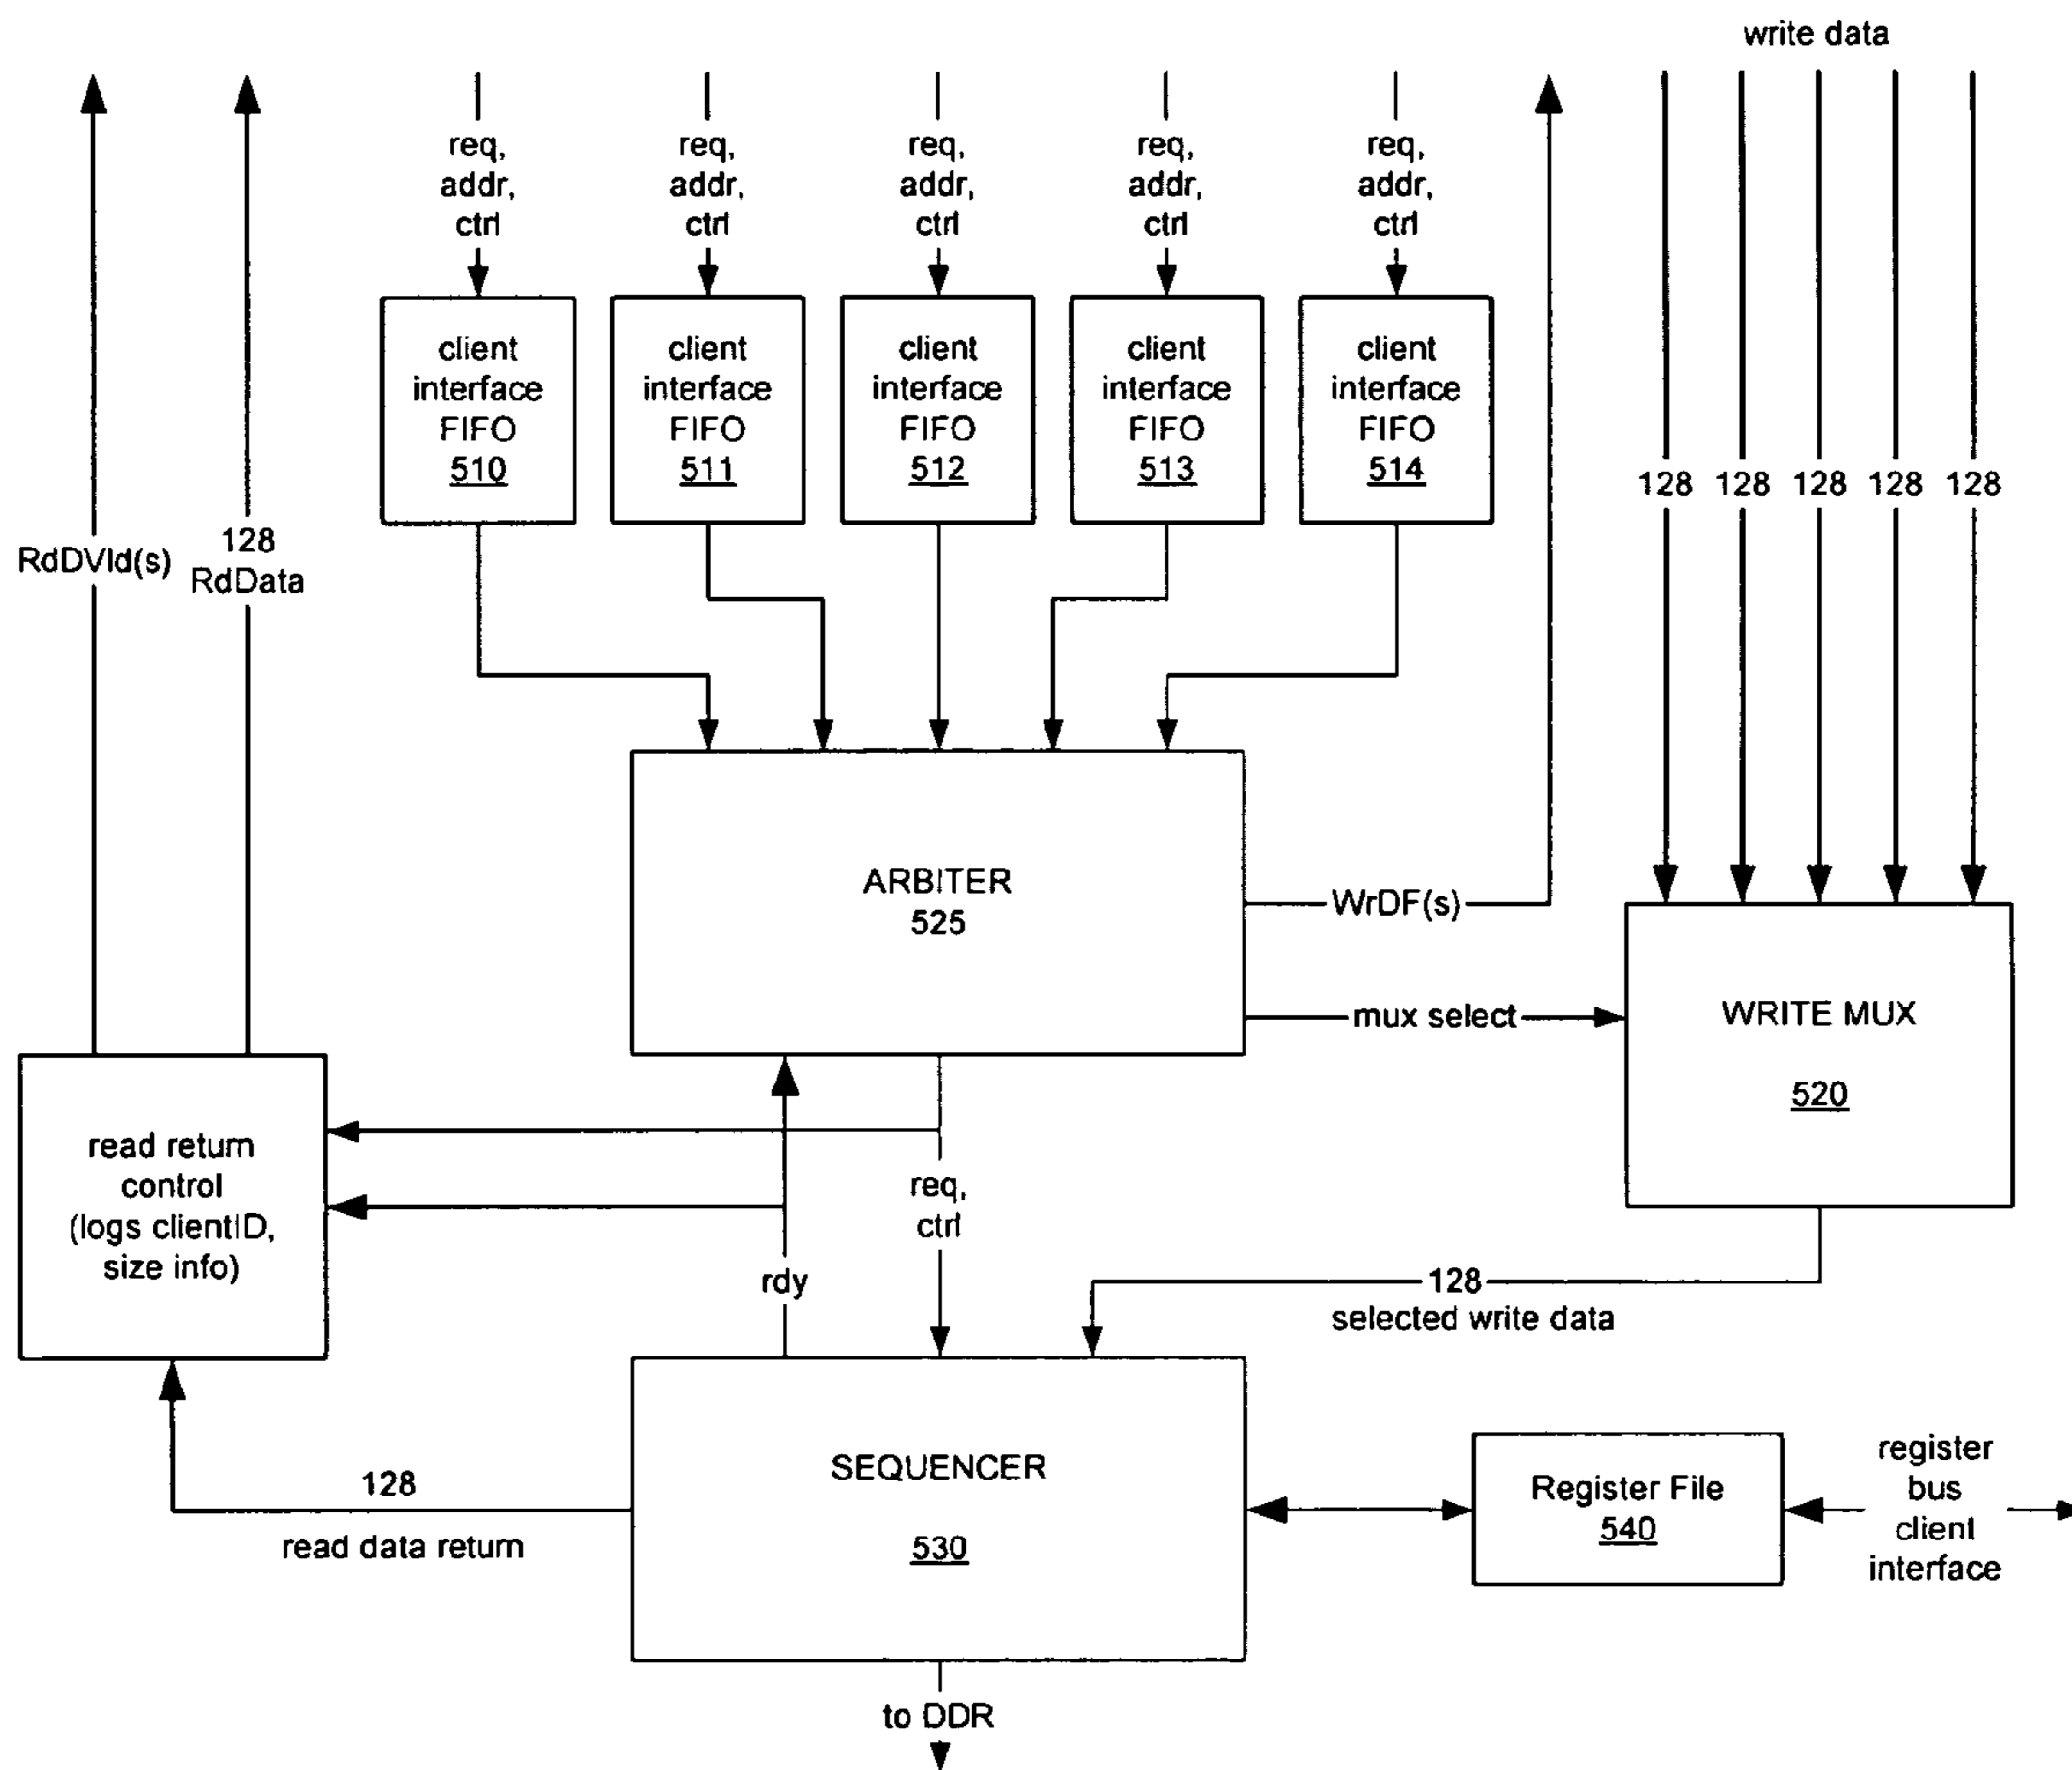 write data
req,
addr,
ctrl
req,
addr,
ctrl
req,
addr,
ctrl
req,
addr,
ctrl
req,
addr,
ctrl
client
interface
FIFO
510
client
interface
FIFO
511
client
interface
FIFO
512
client
interface
FIFO
513
client
interface
FIFO
514
128 128 128 128 128
RdDVld(s)
128
RdData
ARBITER
525
WrDF(s)
mux select
WRITE MUX
520
read return
control
(logs clientID,
size info)
req,
ctrl
rdy
128
selected write data
SEQUENCER
530
128
read data return
Register File
540
register
bus
client
interface
to DDR